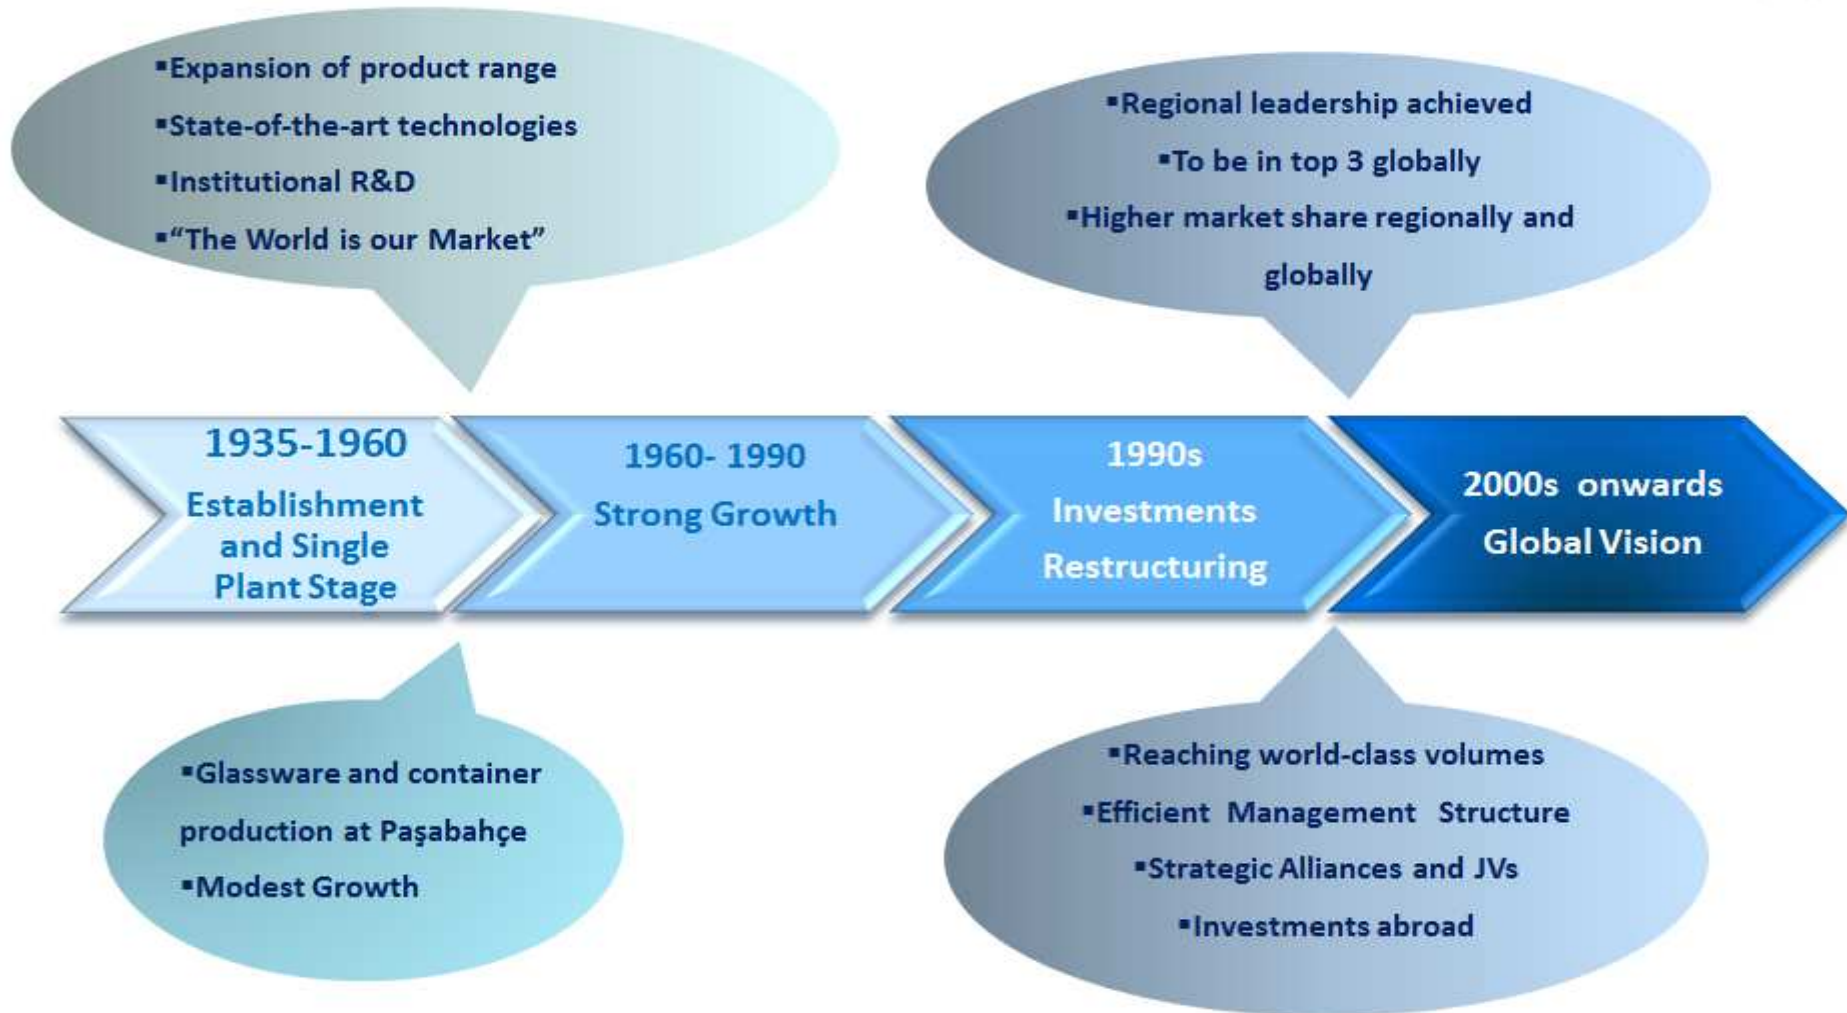 ▪Expansion of product range
▪State-of-the-art technologies
▪Institutional R&D
▪“The World is our Market”
▪Regional leadership achieved
▪To be in top 3 globally
▪Higher market share regionally and
globally
1935-1960
Establishment
and Single
Plant Stage
1960- 1990
Strong Growth
1990s
Investments
Restructuring
2000s onwards
Global Vision
▪Glassware and container
production at Paşabahçe
▪Modest Growth
▪Reaching world-class volumes
▪Efficient Management Structure
▪Strategic Alliances and JVs
▪Investments abroad